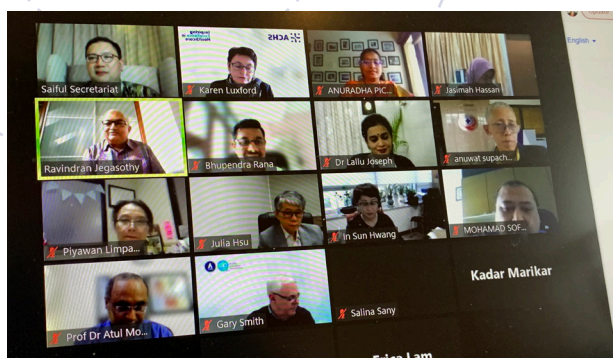 English
ACHS
Saiful Secretariat
Karen Luxford
ANURADHA PIC...
Jasimah Hassan
Ravindran Jegasothy
Bhupendra Rana
Dr Lallu Joseph
anuwat supach...
Piyawan Limpa...
Julia Hsu
In Sun Hwang
MOHAMAD SOF...
Prof Dr Atul Mo...
Gary Smith
Salina Sany
Kadar Marikar
Erica Lam